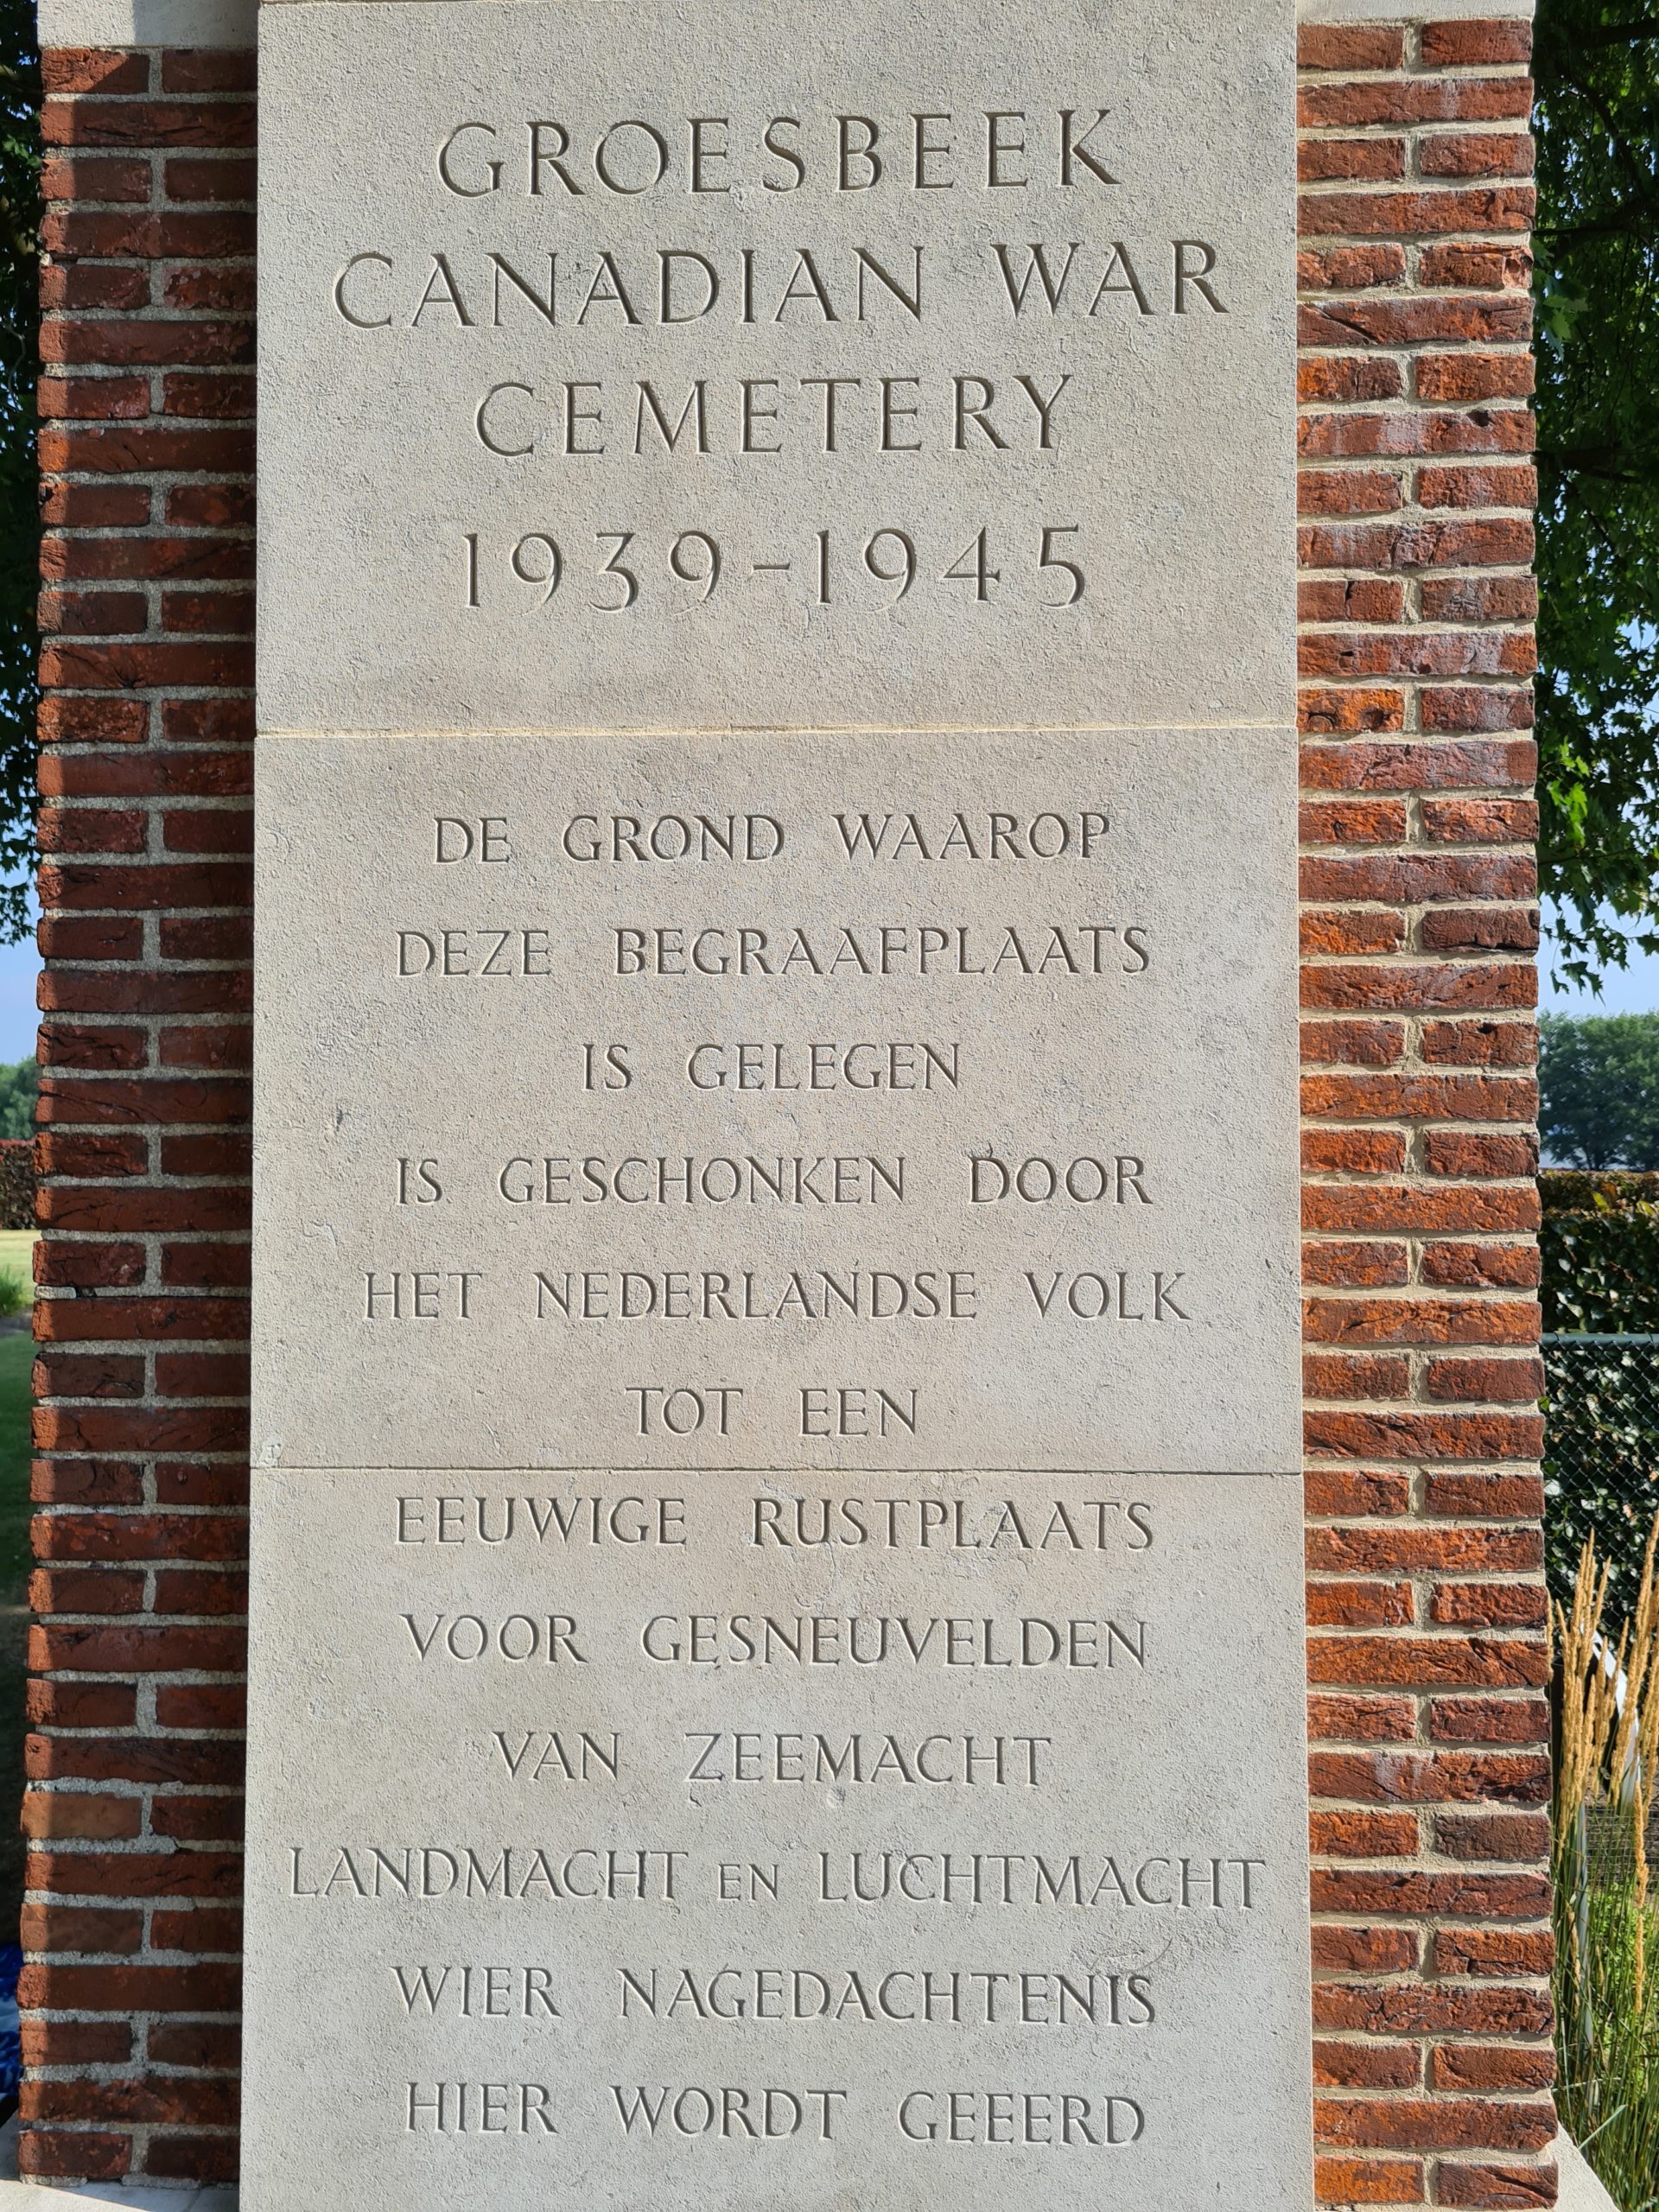 GROESBEEK
CANADIAN WAR
CEMETERY
1939-1945
DE GROND WAAROP
DEZE BEGRAAFPLAATS
IS GELEGEN
IS GESCHONKEN DOOR
HET NEDERLANDSE VOLK
TOT EEN
EEUWIGE RUSTPLAATS
VOOR GESNEUVELDEN
VAN ZEEMACHT
LANDMACHT EN LUCHTMACHT
WIER NAGEDACHTENIS
HIER WORDT GEEERD